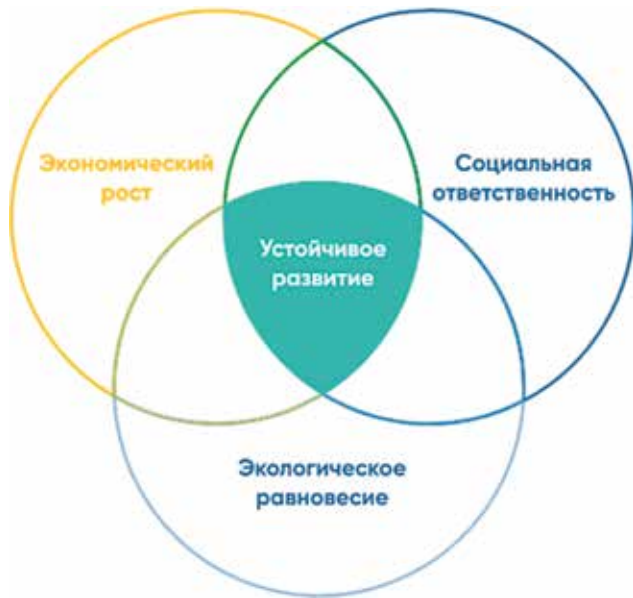 Экономический
рост
Социальная
ответственность
Устойчивое
развитие
Экологическое
равновесие